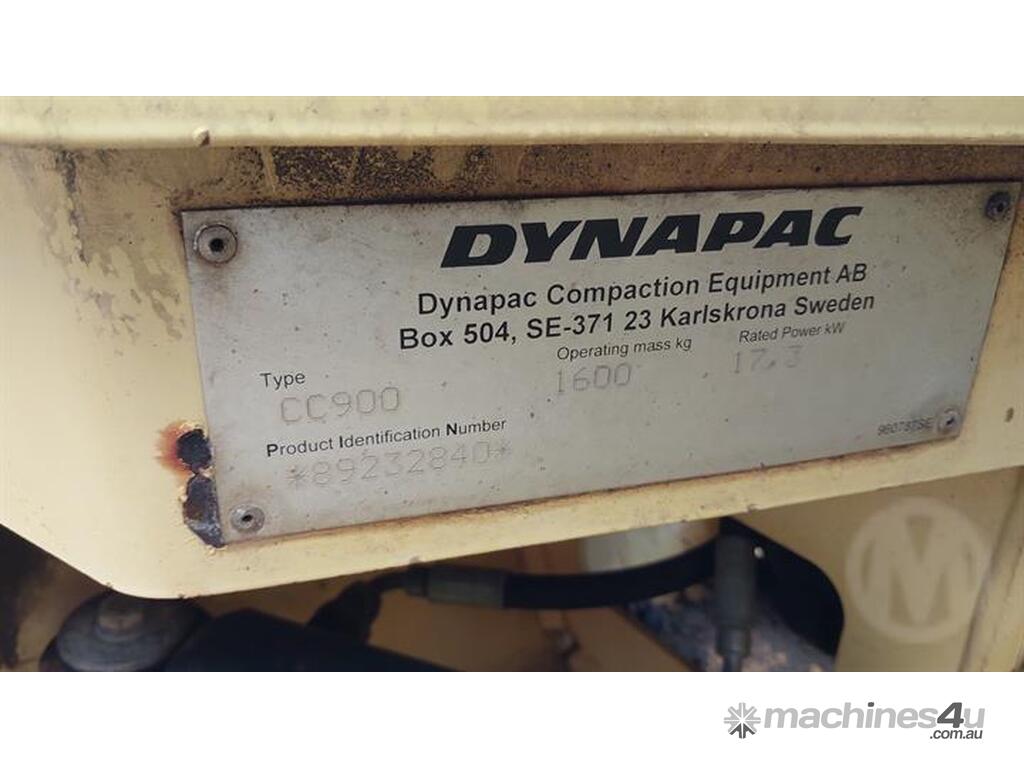 DYNAPAC
Dynapac Compaction Equipment AB
Box 504, SE-371 23 Karlskrona Sweden
Type
Operating mass kg
Rated Power kW
CC900
1600
17.3
Product Identification Number
*89232840*
980787SE
M
machines4u
.com.au